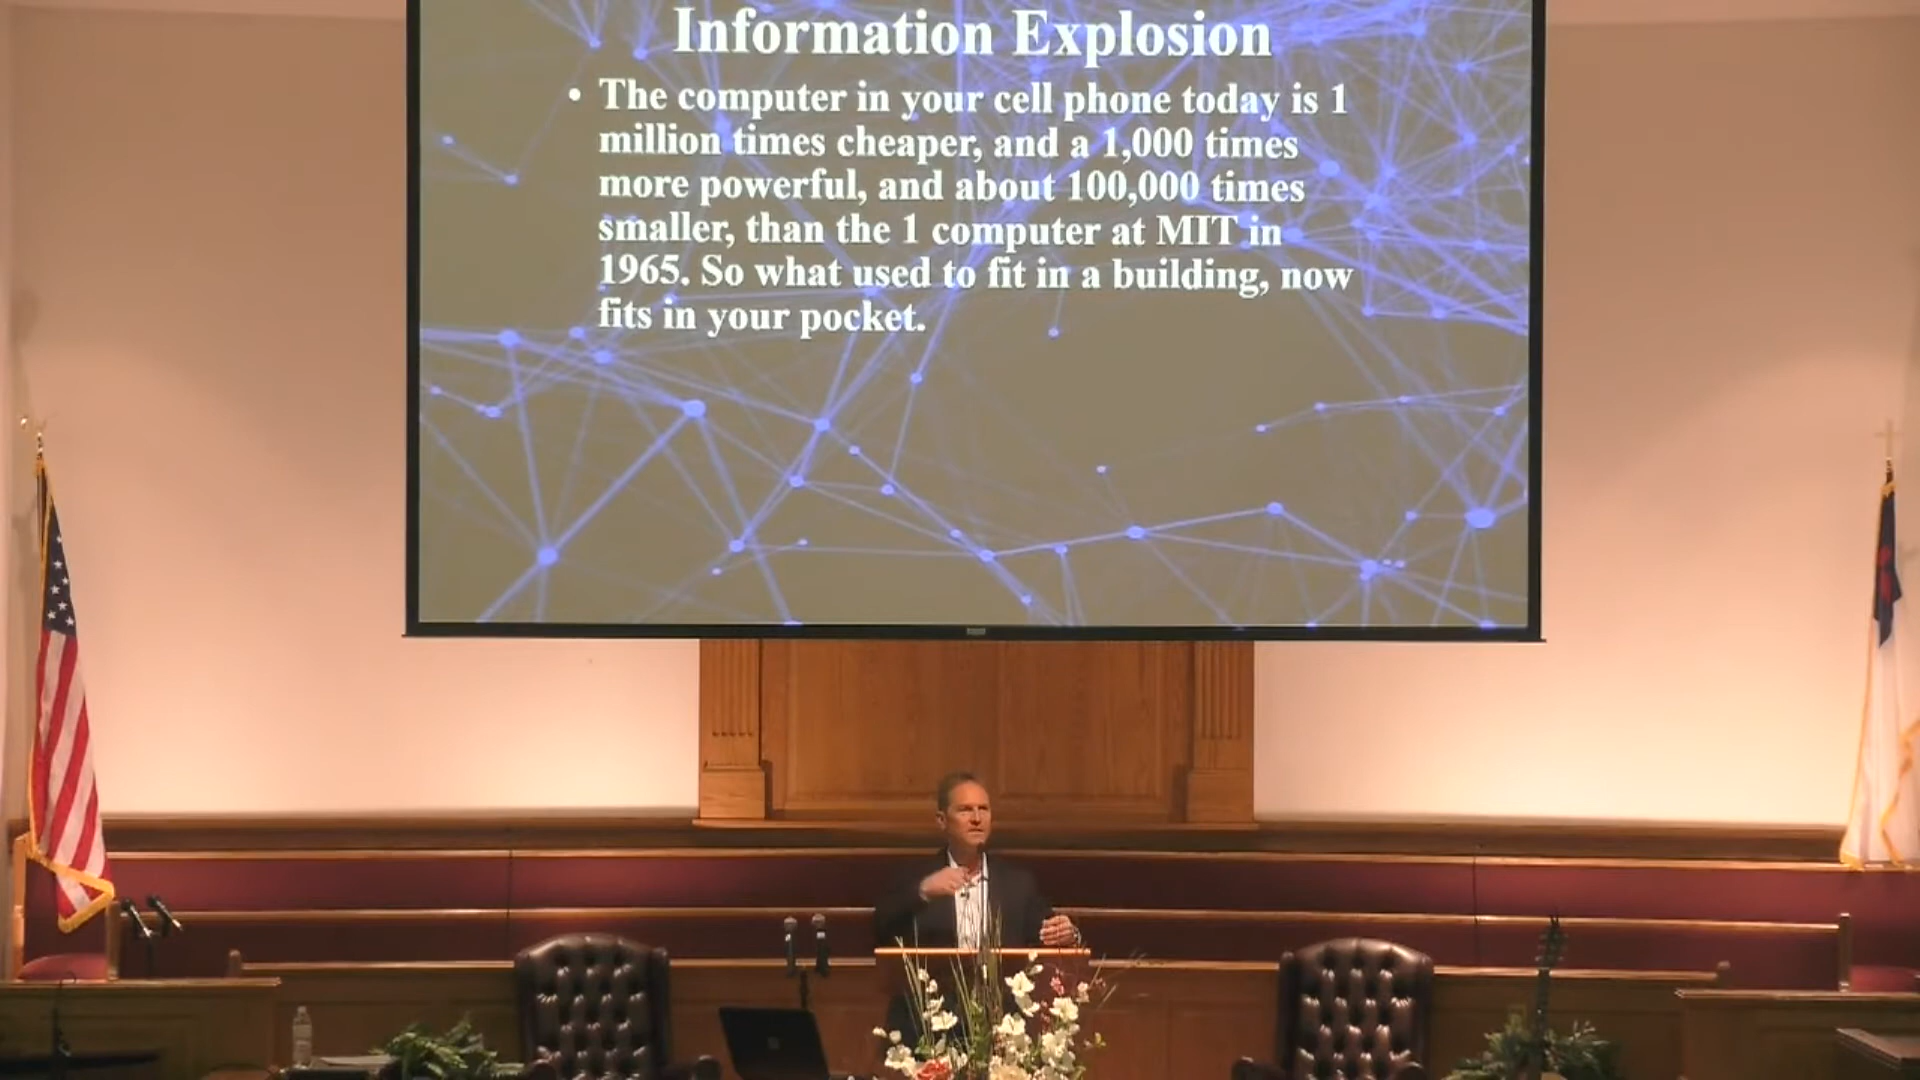 Information Explosion
• The computer in your cell phone today is 1
million times cheaper, and a 1,000 times
more powerful, and about 100,000 times
smaller, than the 1 computer at MIT in
1965. So what used to fit in a building, now
fits in your pocket.